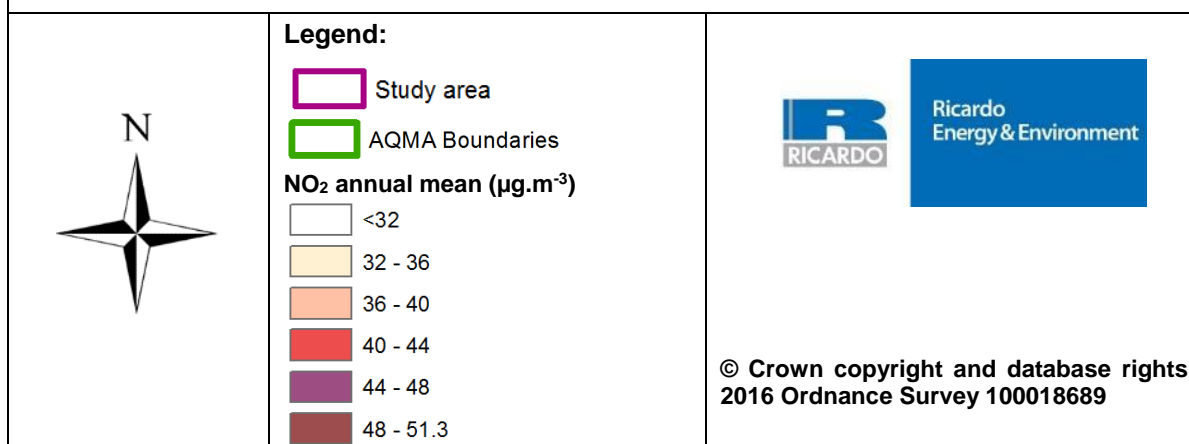 N
Legend:
Study area
AQMA Boundaries
NO₂ annual mean (µg.m⁻³)
<32
32 - 36
36 - 40
40 - 44
44 - 48
48 - 51.3
R
RICARDO
Ricardo
Energy & Environment
© Crown copyright and database rights
2016 Ordnance Survey 100018689